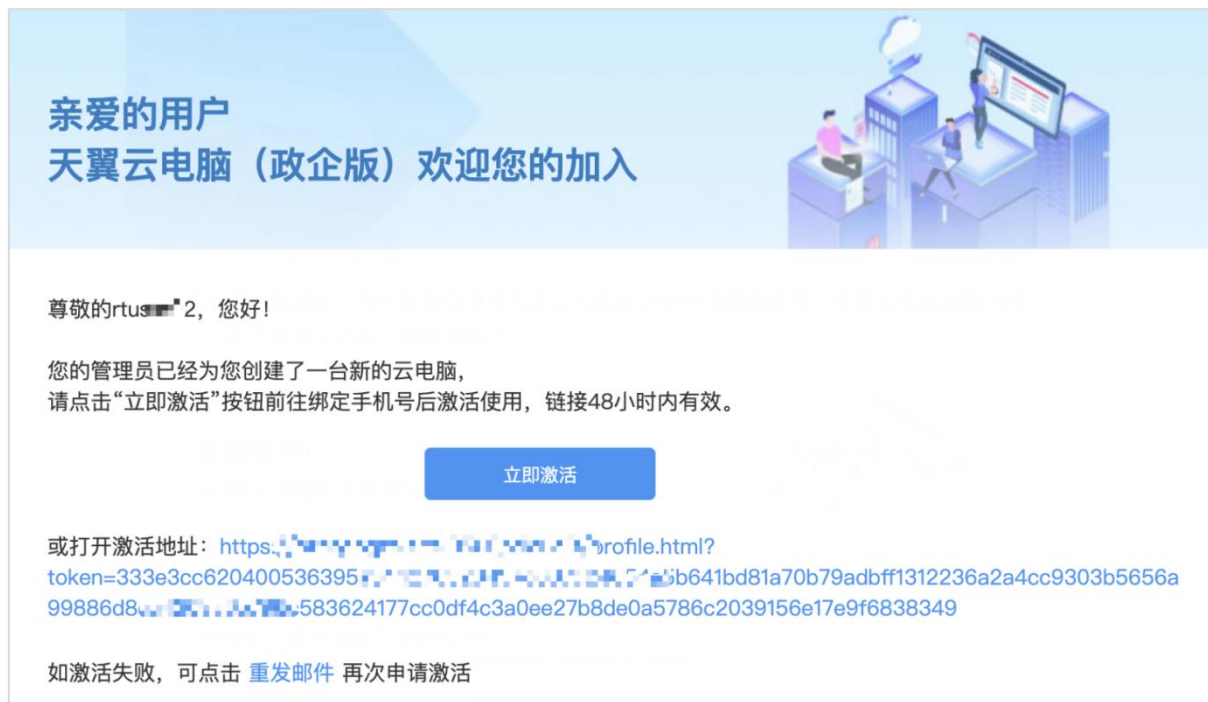 亲爱的用户
天翼云电脑（政企版）欢迎您的加入
尊敬的rtus 2，您好！
您的管理员已经为您创建了一台新的云电脑，
请点击“立即激活”按钮前往绑定手机号后激活使用，链接48小时内有效。
立即激活
或打开激活地址：https: rofile.html?
token=333e3cc620400536395 5b641bd81a70b79adbff1312236a2a4cc9303b5656a
99886d8 583624177cc0df4c3a0ee27b8de0a5786c2039156e17e9f6838349
如激活失败，可点击 重发邮件 再次申请激活